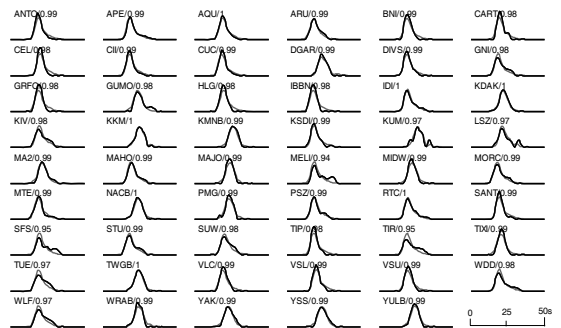 ANTO/0.99 APE/0.99 AQU/1 ARU/0.99 BNI/0.99 CART/0.98
CEL/0.98 CII/0.99 CUC/0.99 DGAR/0.99 DIVS/0.99 GNI/0.98
GRFO/0.98 GUMO/0.98 HLG/0.98 IBBN/0.98 IDI/1 KDAK/1
KIV/0.98 KKM/1 KMNB/0.99 KSDI/0.99 KUM/0.97 LSZ/0.97
MA2/0.99 MAHO/0.99 MAJO/0.99 MELI/0.94 MIDW/0.99 MORC/0.99
MTE/0.99 NACB/1 PMG/0.99 PSZ/0.99 RTC/1 SANT/0.99
SFS/0.95 STU/0.99 SUW/0.98 TIP/0.98 TIR/0.95 TIXI/0.99
TUE/0.97 TWGB/1 VLC/0.99 VSL/0.99 VSU/0.99 WDD/0.98
WLF/0.97 WRAB/0.99 YAK/0.99 YSS/0.99 YULB/0.99
0 25 50s